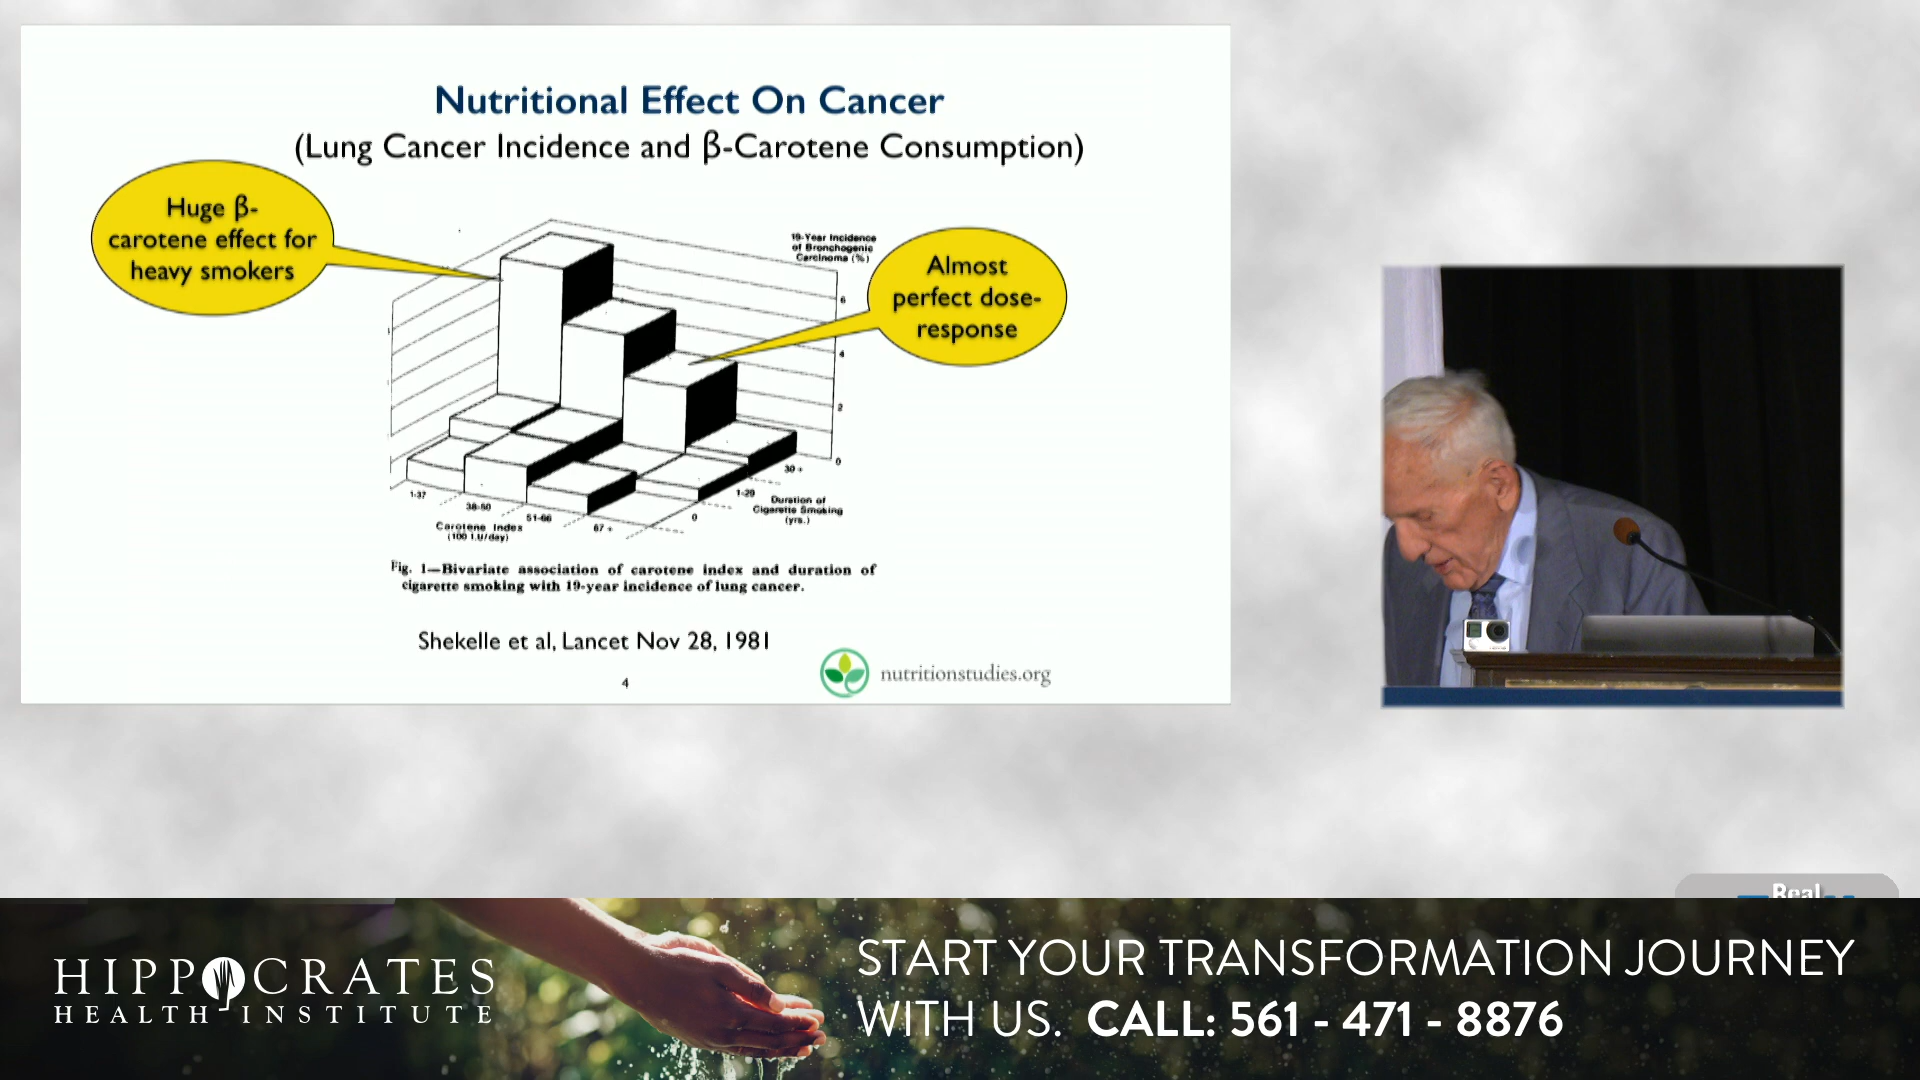 Nutritional Effect On Cancer
(Lung Cancer Incidence and β-Carotene Consumption)
Huge β-
carotene effect for
heavy smokers
Almost
perfect dose-
response
19-Year Incidence
of Bronchogenic
Carcinoma (%)
6
4
2
0
30 +
1-29
0
Duration of
Cigarette Smoking
(yrs.)
1-37
38-50
51-66
67 +
Carotene Index
(100 I.U/day)
Fig. 1—Bivariate association of carotene index and duration of
cigarette smoking with 19-year incidence of lung cancer.
Shekelle et al, Lancet Nov 28, 1981
nutritionstudies.org
4
Real
HIPPOCRATES
HEALTH INSTITUTE
START YOUR TRANSFORMATION JOURNEY
WITH US. CALL: 561 - 471 - 8876